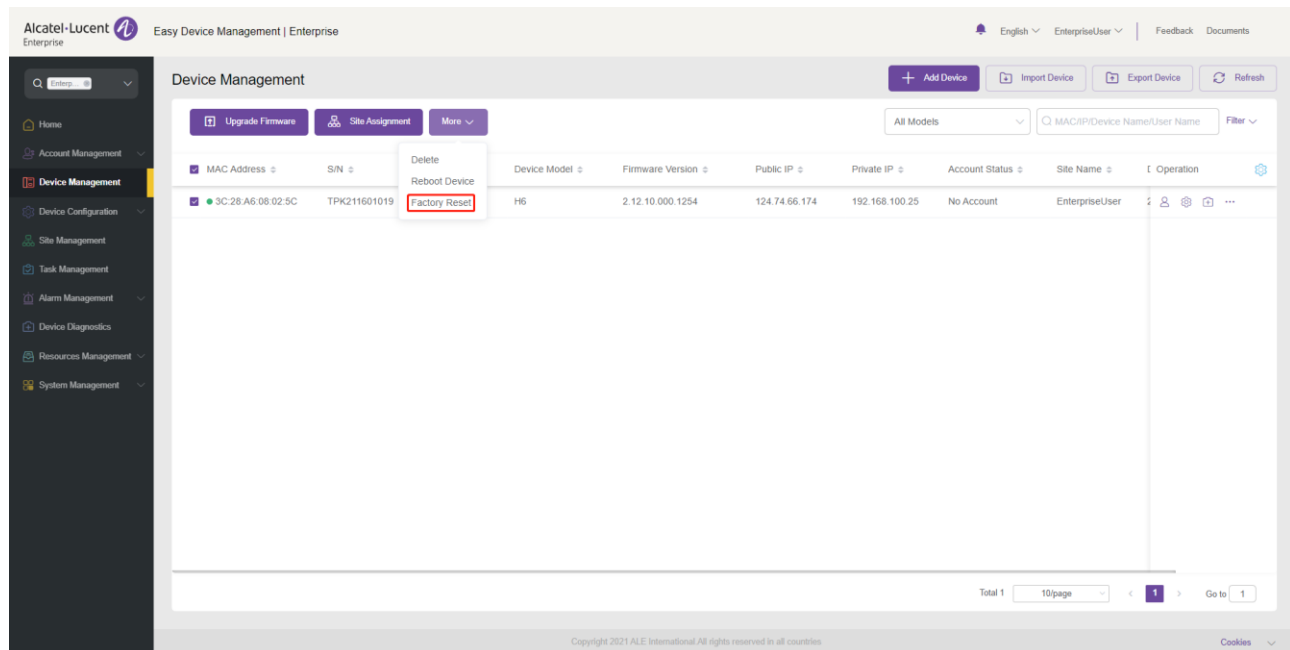 Alcatel·Lucent
Enterprise
Easy Device Management | Enterprise
English
EnterpriseUser
Feedback
Documents
Enterp...
Home
Account Management
Device Management
Device Configuration
Site Management
Task Management
Alarm Management
Device Diagnostics
Resources Management
System Management
Device Management
Add Device
Import Device
Export Device
Refresh
Upgrade Firmware
Site Assignment
More
All Models
MAC/IP/Device Name/User Name
Filter
Delete
Reboot Device
Factory Reset
MAC Address S/N Device Model Firmware Version Public IP Private IP Account Status Site Name Operation
3C:28:A6:08:02:5C TPK211601019 H6 2.12.10.000.1254 124.74.66.174 192.168.100.25 No Account EnterpriseUser
Total 1 10/page 1 Go to 1
Copyright 2021 ALE International.All rights reserved in all countries
Cookies